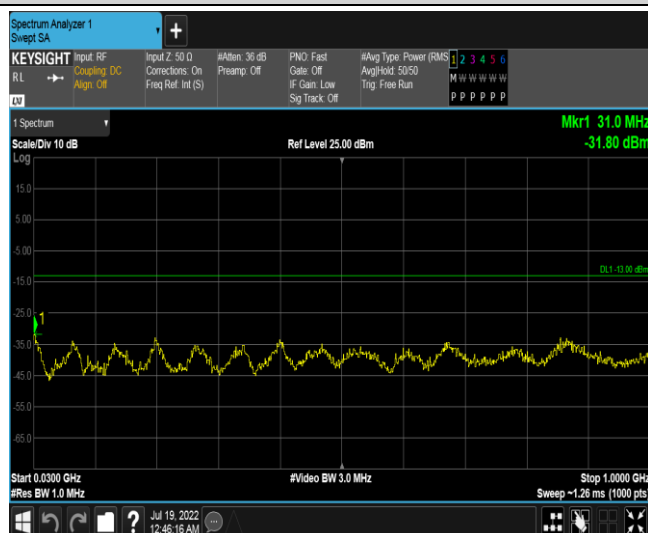 Spectrum Analyzer 1
Swept SA
+
KEYSIGHT
RL
LXI
Input: RF
Coupling: DC
Align: Off
Input Z: 50 Ω
Corrections: On
Freq Ref: Int (S)
#Atten: 36 dB
Preamp: Off
PNO: Fast
Gate: Off
IF Gain: Low
Sig Track: Off
#Avg Type: Power (RMS
Avg|Hold: 50/50
Trig: Free Run
1 2 3 4 5 6
M W W W W W
P P P P P P
1 Spectrum
Scale/Div 10 dB
Ref Level 25.00 dBm
Mkr1 31.0 MHz
-31.80 dBm
Log
15.0
5.00
-5.00
DL1 -13.00 dBm
-15.0
-25.0
1
-35.0
-45.0
-55.0
-65.0
Start 0.0300 GHz
#Video BW 3.0 MHz
Stop 1.0000 GHz
#Res BW 1.0 MHz
Sweep ~1.26 ms (1000 pts)
?
Jul 19, 2022
12:46:16 AM